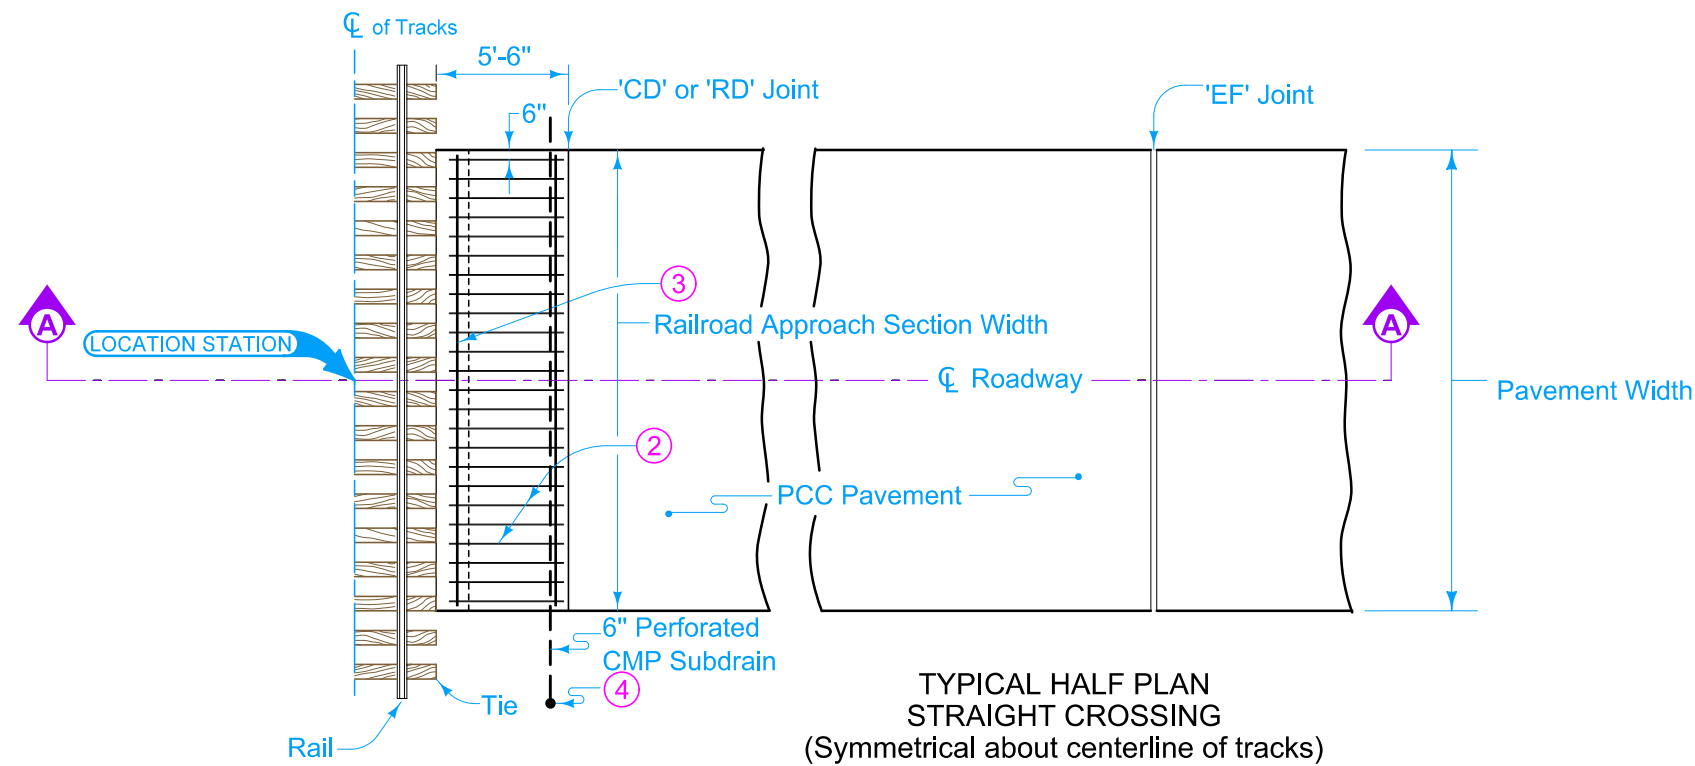 ℄ of Tracks
5'-6"
'CD' or 'RD' Joint
'EF' Joint
6"
3
A
A
LOCATION STATION
Railroad Approach Section Width
℄ Roadway
Pavement Width
2
PCC Pavement
6" Perforated
CMP Subdrain
4
Tie
Rail
TYPICAL HALF PLAN
STRAIGHT CROSSING
(Symmetrical about centerline of tracks)